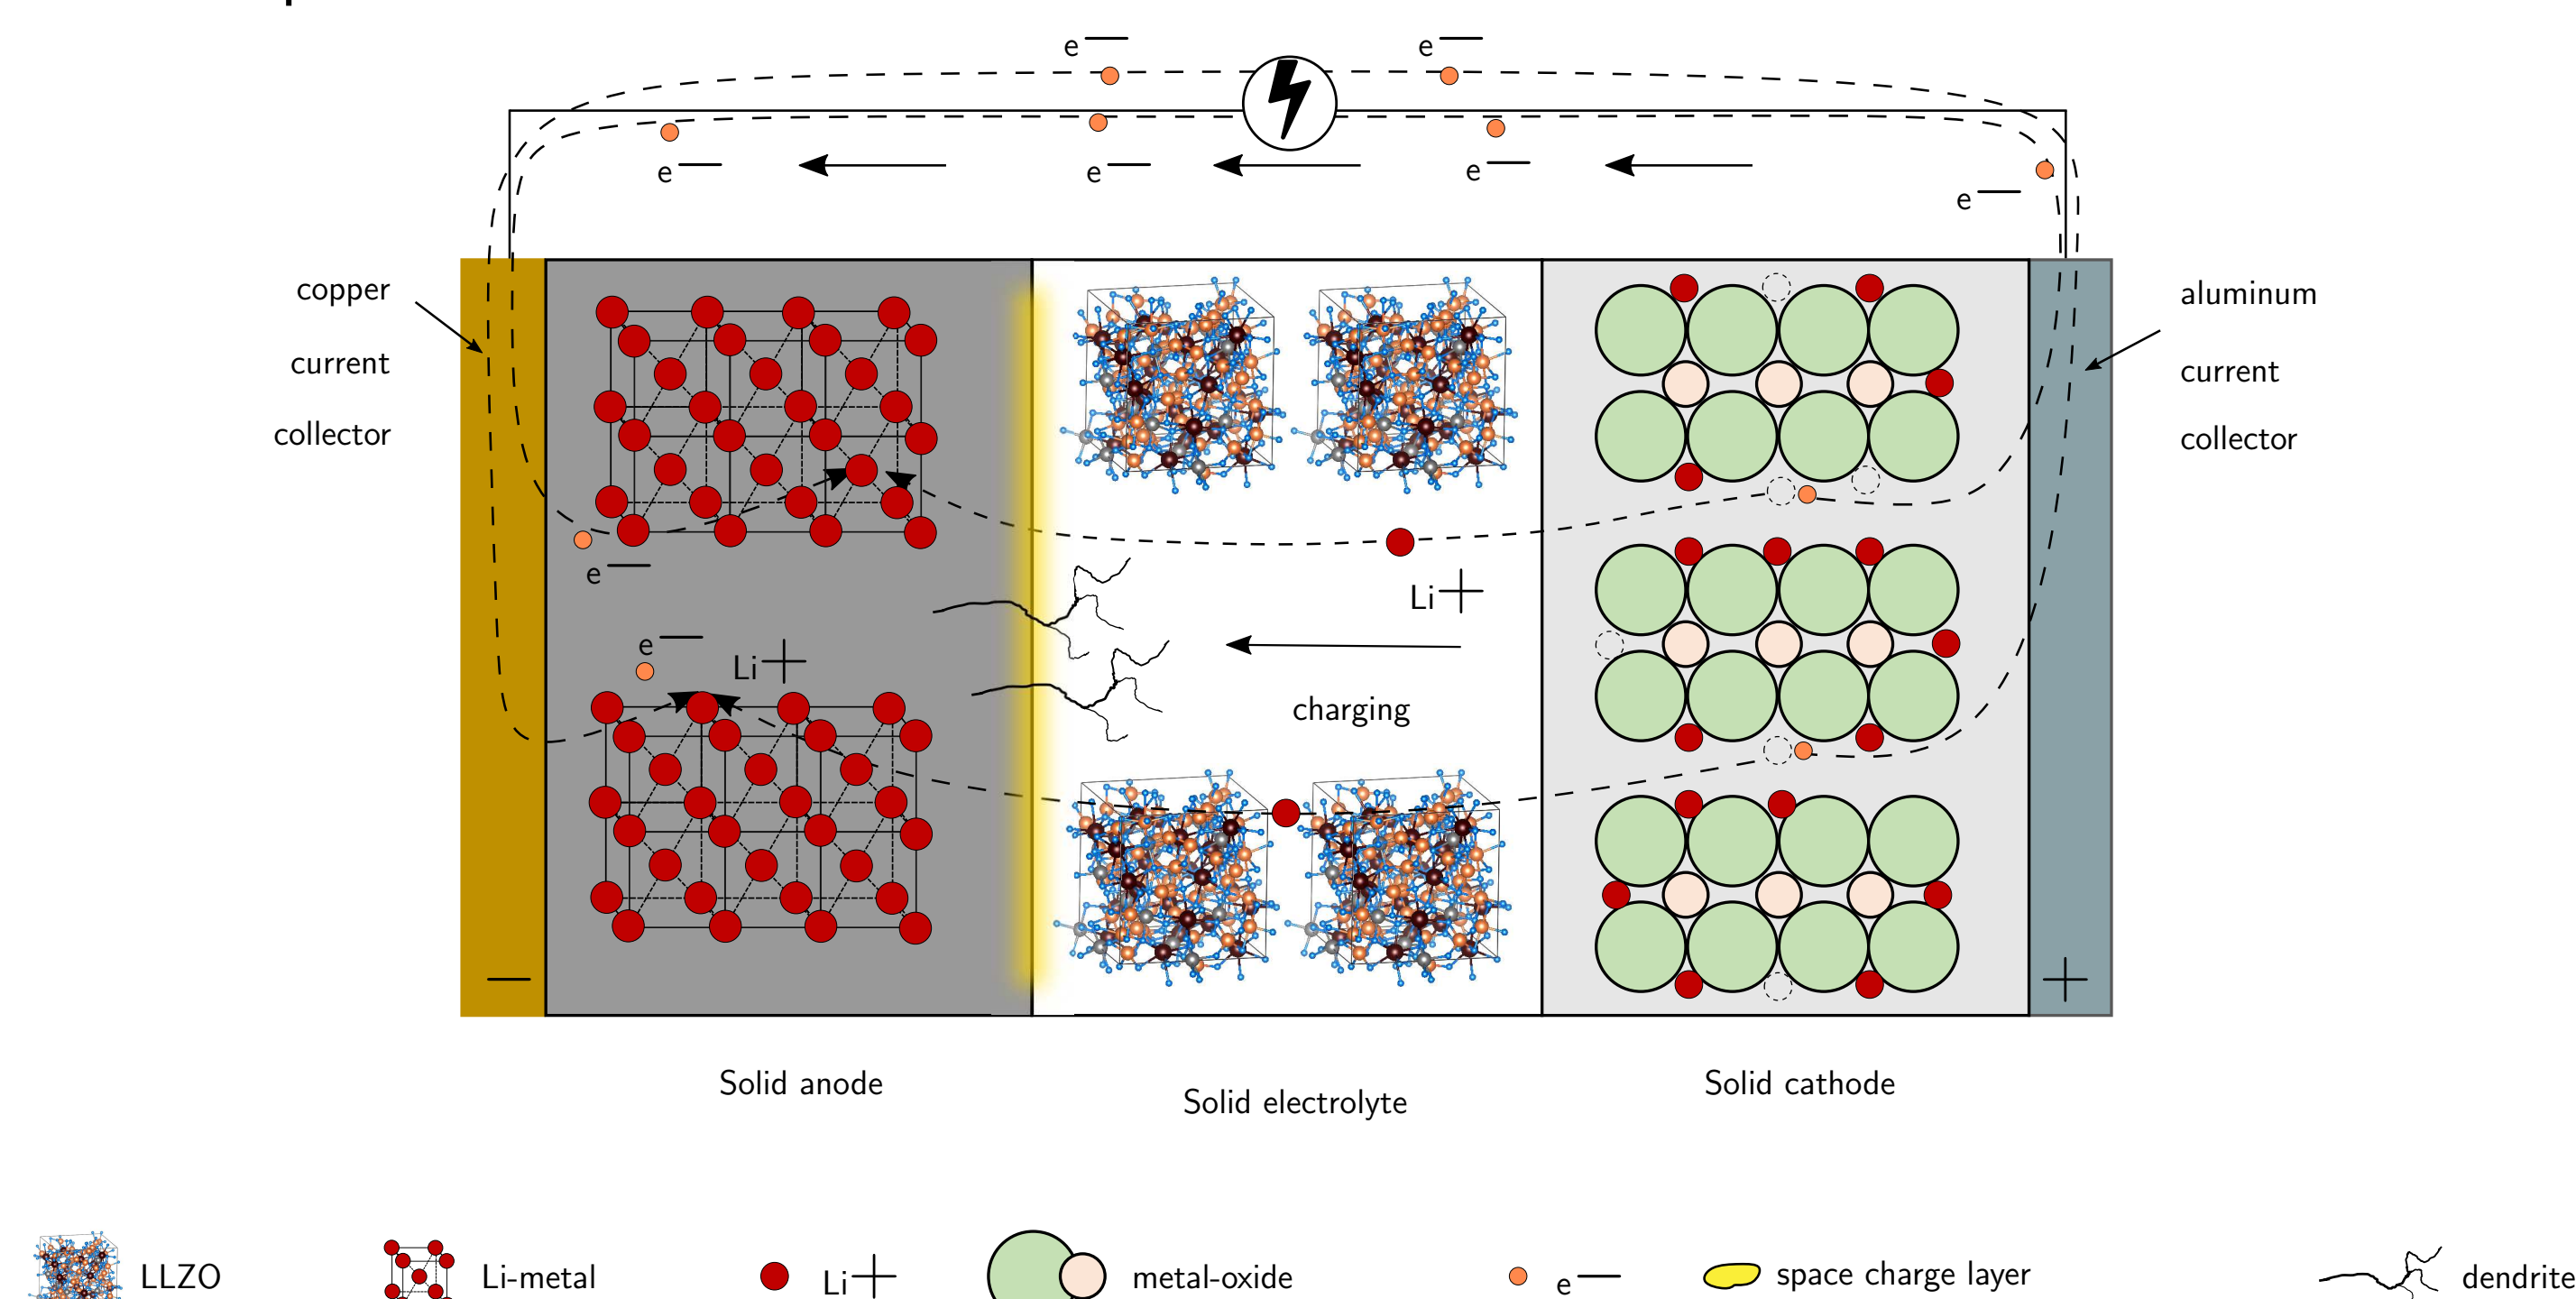 e—
e—
e—
e—
e—
e—
copper
current
collector
aluminum
current
collector
e—
Li+
e—
Li+
charging
—
+
Solid anode
Solid electrolyte
Solid cathode
LLZO
Li-metal
Li+
metal-oxide
e—
space charge layer
dendrite